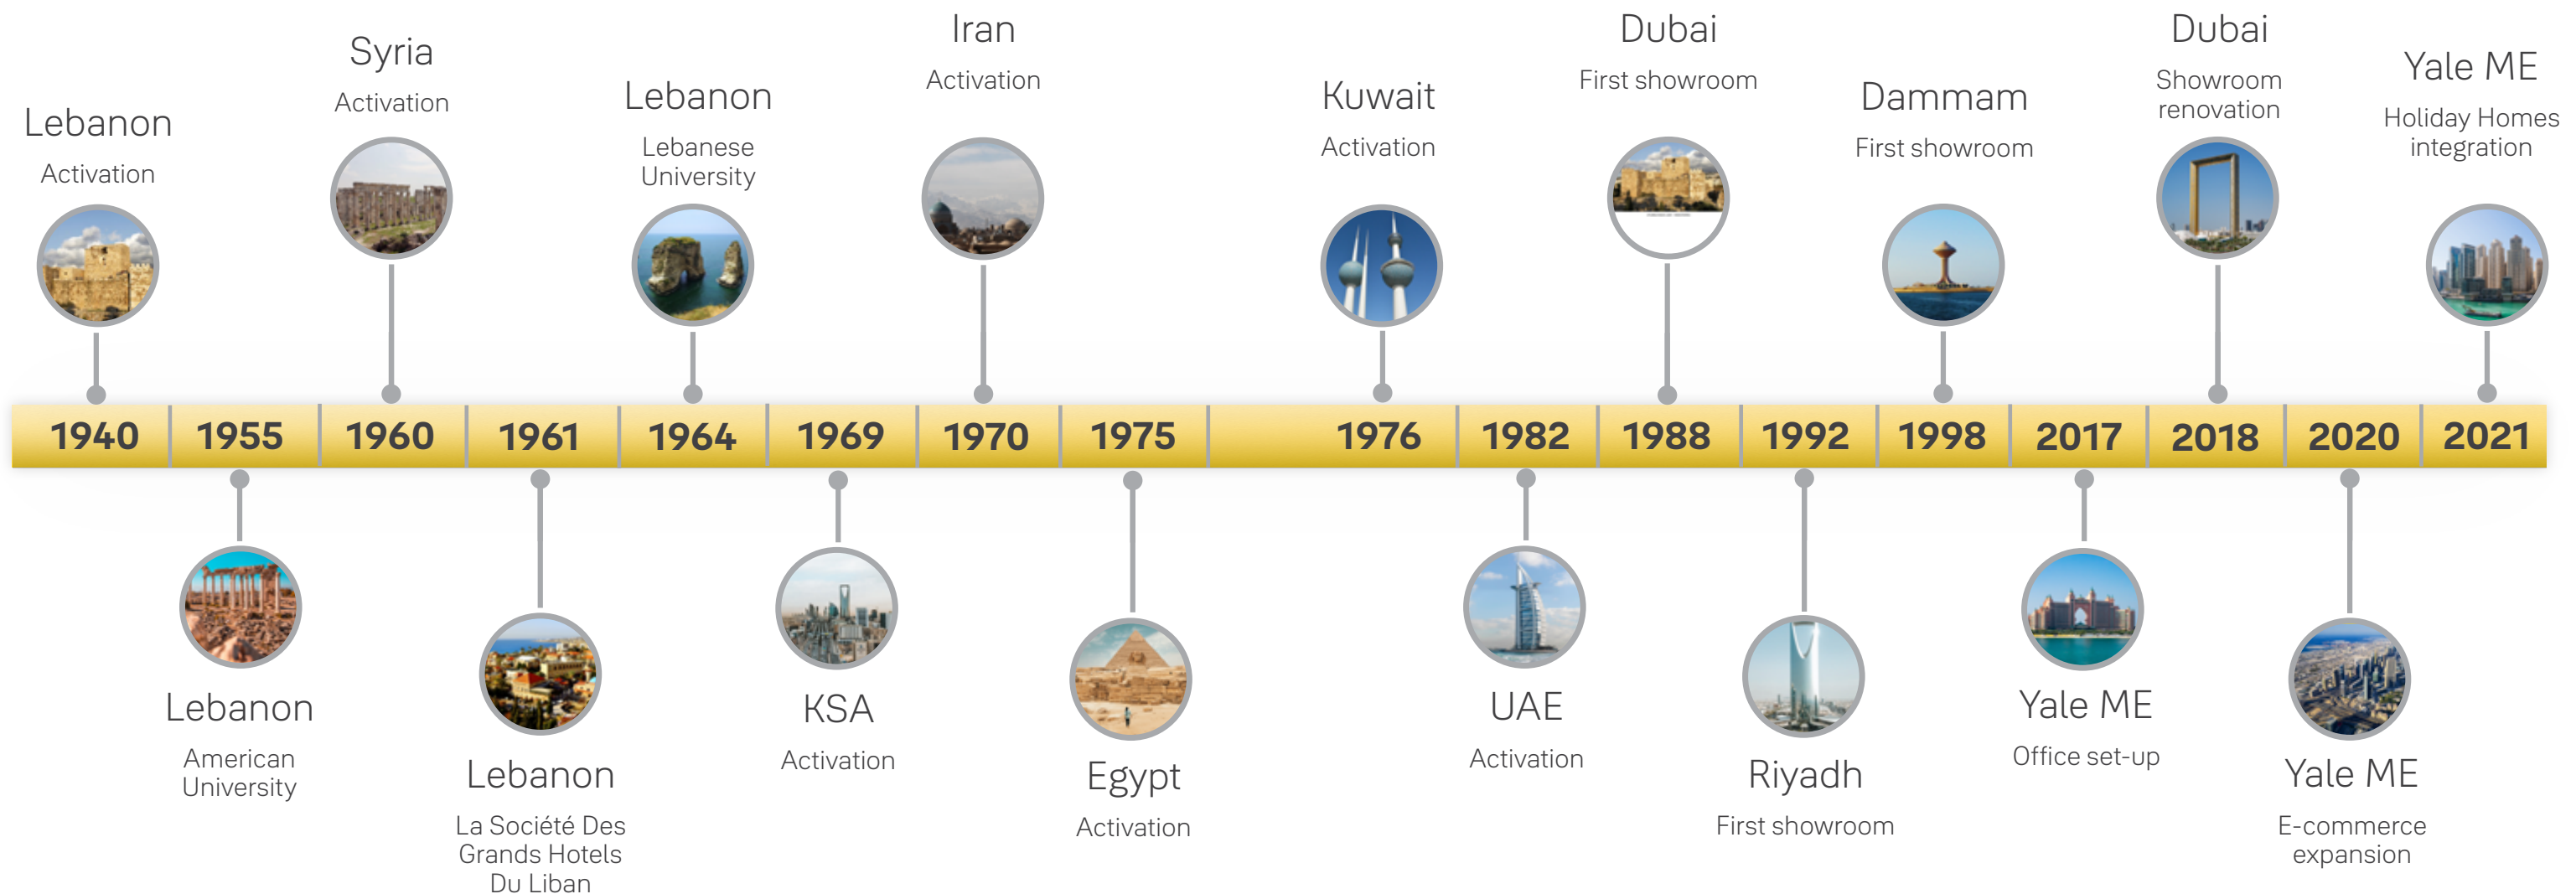 Lebanon
Activation
Syria
Activation
Lebanon
Lebanese
University
Iran
Activation
Kuwait
Activation
Dubai
First showroom
Dammam
First showroom
Dubai
Showroom
renovation
Yale ME
Holiday Homes
integration
1940
1955
1960
1961
1964
1969
1970
1975
1976
1982
1988
1992
1998
2017
2018
2020
2021
Lebanon
American
University
Lebanon
La Société Des
Grands Hotels
Du Liban
KSA
Activation
Egypt
Activation
UAE
Activation
Riyadh
First showroom
Yale ME
Office set-up
Yale ME
E-commerce
expansion